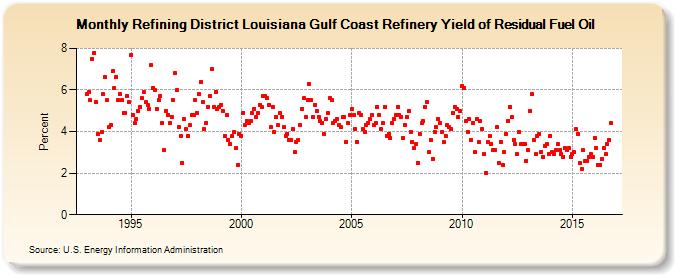 Monthly Refining District Louisiana Gulf Coast Refinery Yield of Residual Fuel Oil
Percent
8
6
4
2
0
1995 2000 2005 2010 2015
Source: U.S. Energy Information Administration